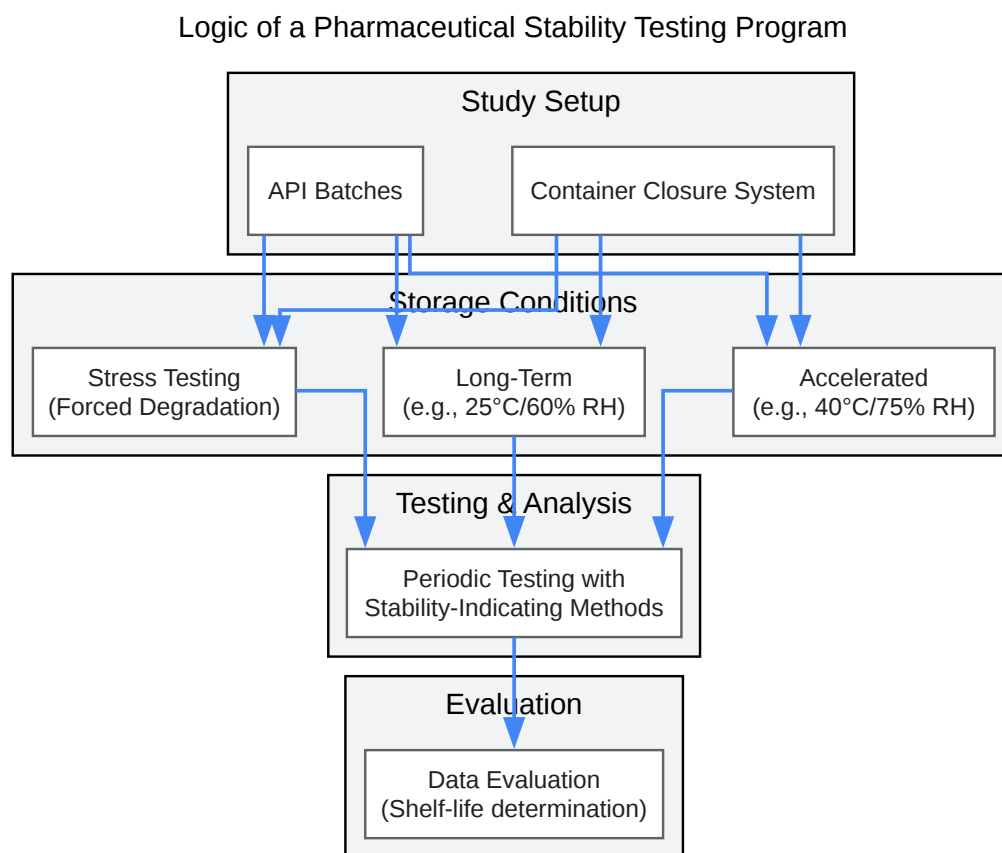 Logic of a Pharmaceutical Stability Testing Program
Study Setup
API Batches
Container Closure System
Storage Conditions
Stress Testing
(Forced Degradation)
Long-Term
(e.g., 25°C/60% RH)
Accelerated
(e.g., 40°C/75% RH)
Testing & Analysis
Periodic Testing with
Stability-Indicating Methods
Evaluation
Data Evaluation
(Shelf-life determination)